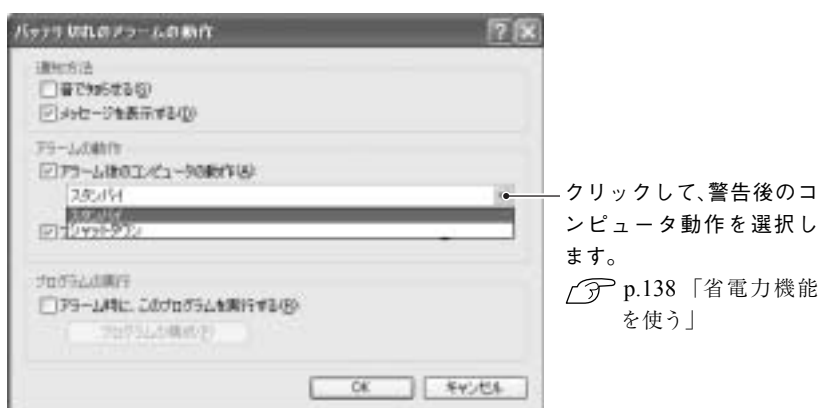 バッテリ切れのアラームの動作
通知方法
音で知らせる(S)
メッセージを表示する(D)
アラームの動作
アラーム後のコンピュータの動作(A)
スタンバイ
スタンバイ
シャットダウン
プログラムの実行
アラーム時に、このプログラムを実行する(R)
プログラムの構成(P)
OK キャンセル
クリックして、警告後のコ
ンピュータ動作を選択し
ます。
p.138「省電力機能
を使う」